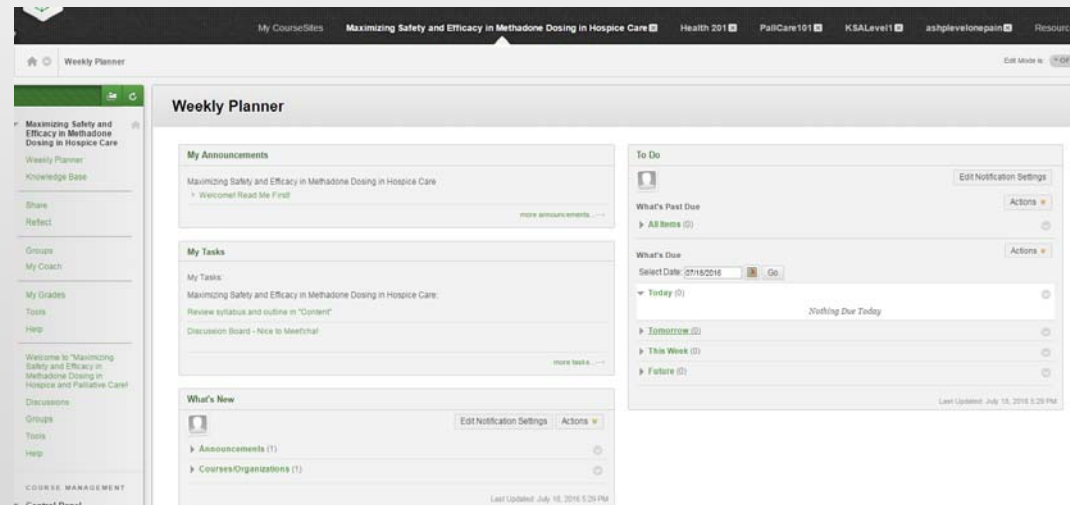 My CourseSites Maximizing Safety and Efficacy in Methadone Dosing in Hospice Care Health 201 PallCare101 KSALevel1 ashplevelonepain Resourc
Weekly Planner
Edit Mode is: OF
Maximizing Safety and
Efficacy in Methadone
Dosing in Hospice Care
Weekly Planner
Knowledge Base
Share
Reflect
Groups
My Coach
My Grades
Tools
Help
Welcome to "Maximizing
Safety and Efficacy in
Methadone Dosing in
Hospice and Palliative Care!
Discussions
Groups
Tools
Help
COURSE MANAGEMENT
Control Panel
Weekly Planner
My Announcements
Maximizing Safety and Efficacy in Methadone Dosing in Hospice Care
Welcome! Read Me First!
more announcements...
My Tasks
My Tasks:
Maximizing Safety and Efficacy in Methadone Dosing in Hospice Care:
Review syllabus and outline in "Content"
Discussion Board - Nice to Meetcha!
more tasks...
What's New
Edit Notification Settings Actions
Announcements (1)
Courses/Organizations (1)
Last Updated: July 18, 2016 5:29 PM
To Do
Edit Notification Settings
What's Past Due
Actions
All Items (0)
What's Due
Actions
Select Date: 07/18/2016 Go
Today (0)
Nothing Due Today
Tomorrow (0)
This Week (0)
Future (0)
Last Updated: July 18, 2016 5:29 PM